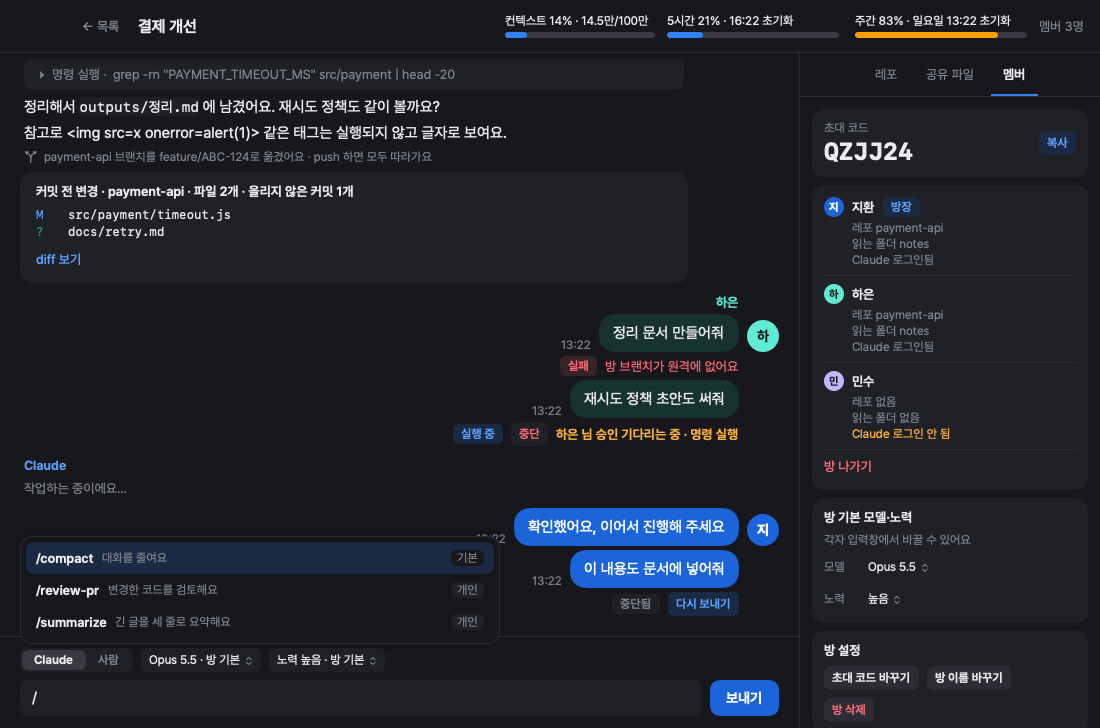 ← 목록 결제 개선 컨텍스트 14% · 14.5만/100만 5시간 21% · 16:22 초기화 주간 83% · 일요일 13:22 초기화 멤버 3명
명령 실행 · grep -rn "PAYMENT_TIMEOUT_MS" src/payment | head -20
정리해서 outputs/정리.md 에 남겼어요. 재시도 정책도 같이 볼까요?
참고로 <img src=x onerror=alert(1)> 같은 태그는 실행되지 않고 글자로 보여요.
payment-api 브랜치를 feature/ABC-124로 옮겼어요 · push 하면 모두 따라가요
커밋 전 변경 · payment-api · 파일 2개 · 올리지 않은 커밋 1개
M src/payment/timeout.js
? docs/retry.md
diff 보기
하은
정리 문서 만들어줘
하
13:22
실패 방 브랜치가 원격에 없어요
재시도 정책 초안도 써줘
13:22
실행 중 중단 하은 님 승인 기다리는 중 · 명령 실행
Claude
작업하는 중이에요...
확인했어요, 이어서 진행해 주세요
지
이 내용도 문서에 넣어줘
13:22
중단됨 다시 보내기
/compact 대화를 줄여요 기본
/review-pr 변경한 코드를 검토해요 개인
/summarize 긴 글을 세 줄로 요약해요 개인
Claude 사람 Opus 5.5 · 방 기본 노력 높음 · 방 기본
/
보내기
레포 공유 파일 멤버
초대 코드
QZJJ24
복사
지 지환 방장
레포 payment-api
읽는 폴더 notes
Claude 로그인됨
하 하은
레포 payment-api
읽는 폴더 notes
Claude 로그인됨
민 민수
레포 없음
읽는 폴더 없음
Claude 로그인 안 됨
방 나가기
방 기본 모델·노력
각자 입력창에서 바꿀 수 있어요
모델 Opus 5.5
노력 높음
방 설정
초대 코드 바꾸기 방 이름 바꾸기
방 삭제